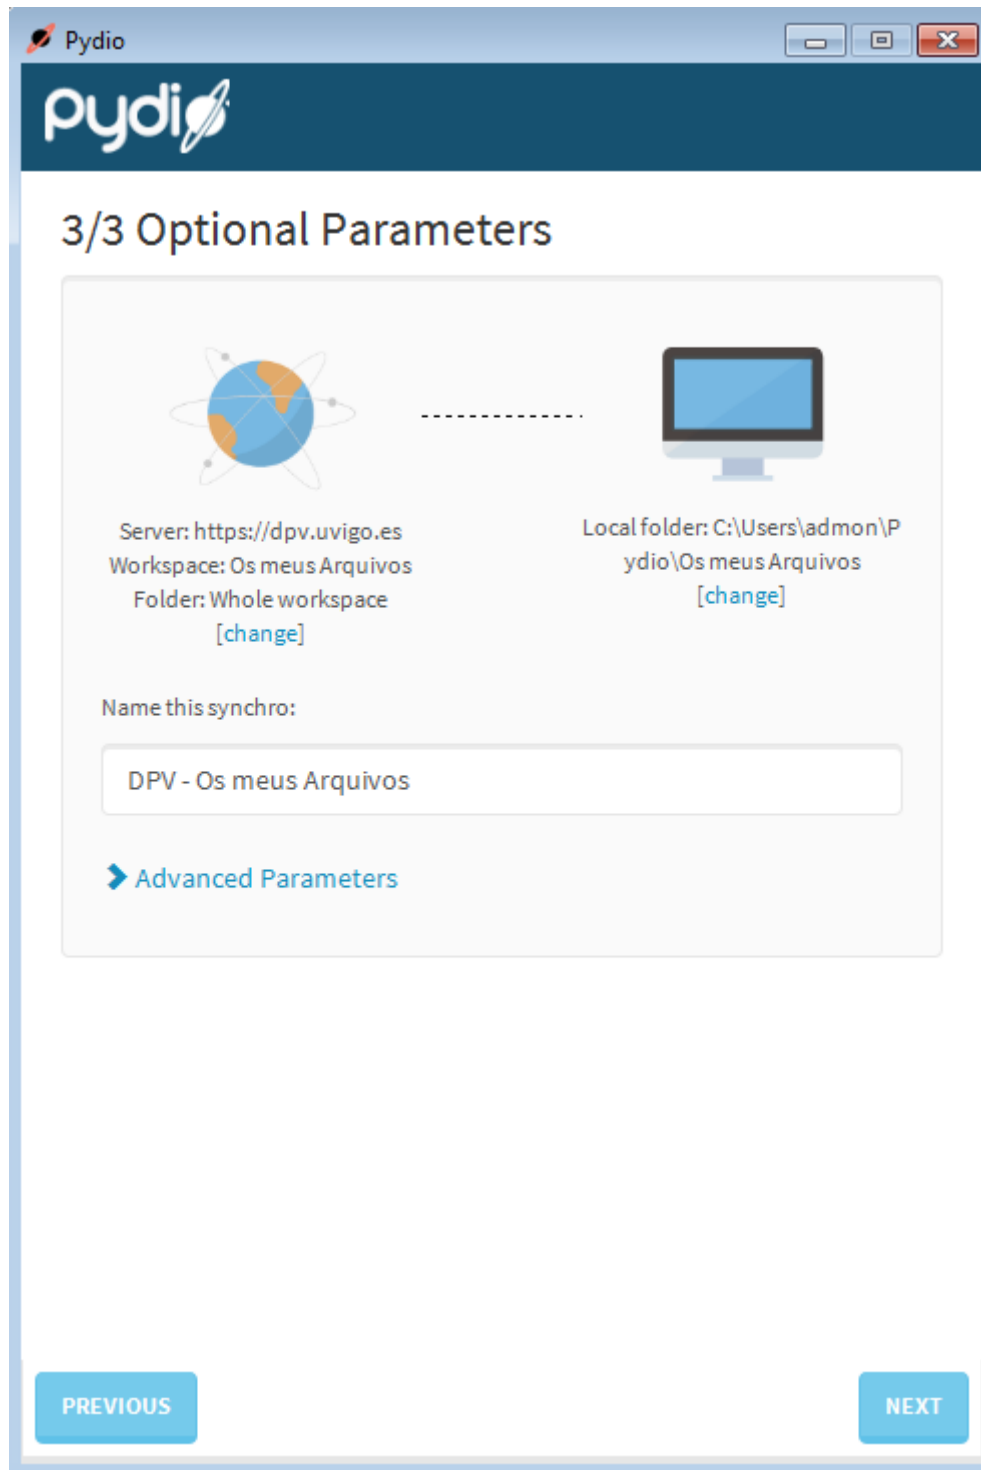 Pydio
pydio
3/3 Optional Parameters
Server: https://dpv.uvigo.es
Workspace: Os meus Arquivos
Folder: Whole workspace
[change]
Local folder: C:\Users\admon\P
ydio\Os meus Arquivos
[change]
Name this synchro:
DPV - Os meus Arquivos
Advanced Parameters
PREVIOUS
NEXT